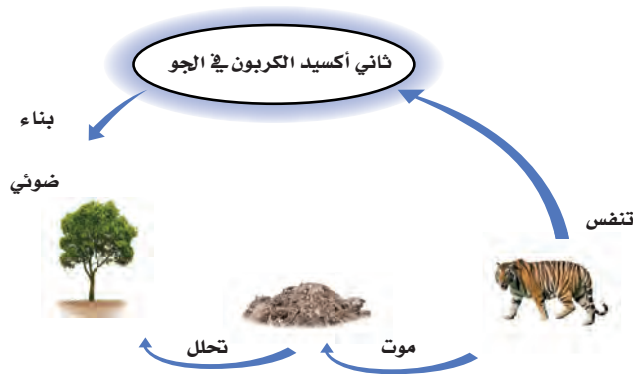 ثاني أكسيد الكربون في الجو
بناء
ضوئي
تنفس
موت
تحلل